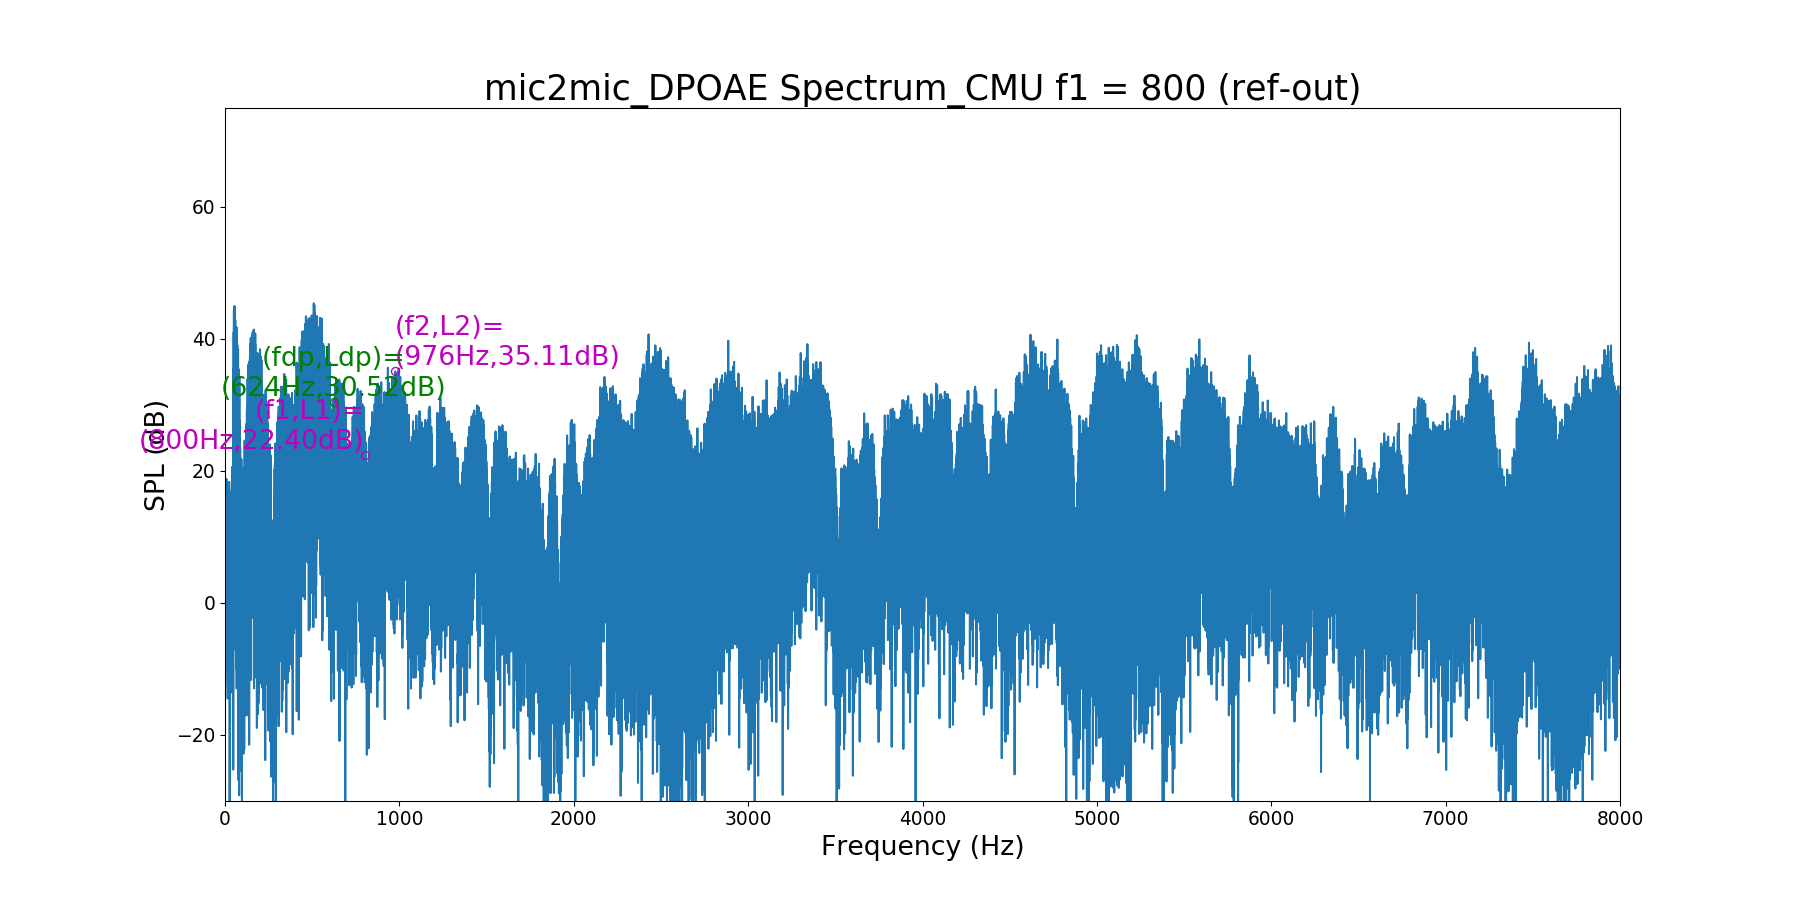 mic2mic_DPOAE Spectrum_CMU f1 = 800 (ref-out)
60
40
20
0
−20
SPL (dB)
(f2,L2)=
(976Hz,35.11dB)
(fdp,Ldp)=
(624Hz,30.52dB)
(f1,L1)=
(800Hz,22.40dB)
0
1000
2000
3000
4000
5000
6000
7000
8000
Frequency (Hz)